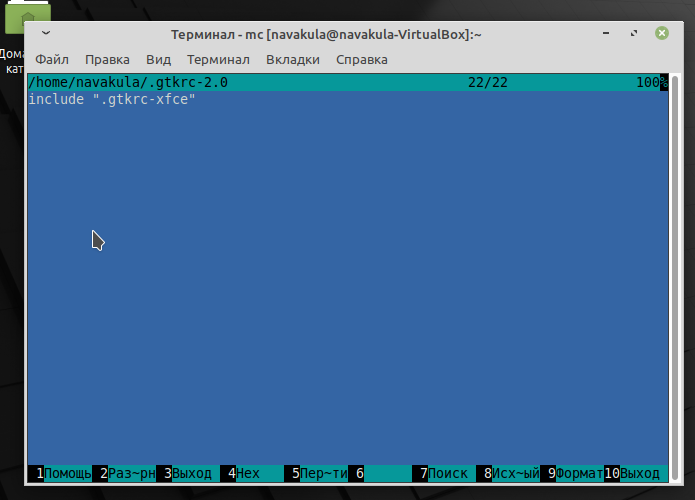 Терминал - mc [navakula@navakula-VirtualBox]:~
Дома
кат
Файл Правка Вид Терминал Вкладки Справка
/home/navakula/.gtkrc-2.0 22/22 100%
include ".gtkrc-xfce"
1Помощь 2Раз~рн 3Выход 4Hex 5Пер~ти 6 7Поиск 8Исх~ый 9Формат 10Выход